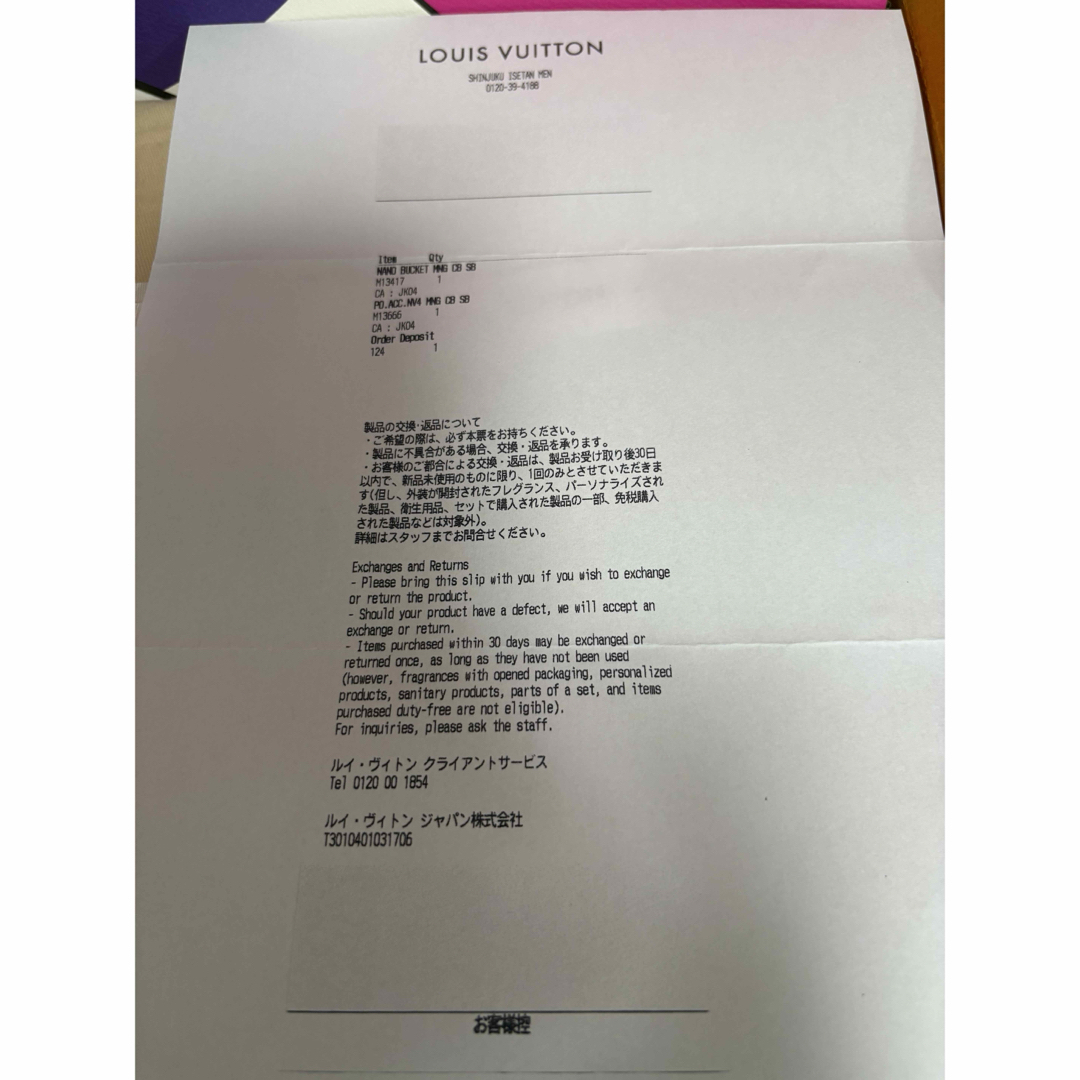 LOUIS VUITTON
SHINJUKU ISETAN MEN
0120-39-4188
Item Qty
NANO BUCKET MNG CB SB
M13417 1
CA : JK04
PO.ACC.NV4 MNG CB SB
M13666 1
CA : JK04
Order Deposit
124 1
製品の交換・返品について
・ご希望の際は、必ず本票をお持ちください。
・製品に不具合がある場合、交換・返品を承ります。
・お客様のご都合による交換・返品は、製品お受け取り後30日
以内で、新品未使用のものに限り、1回のみとさせていただきま
す(但し、外装が開封されたフレグランス、パーソナライズされ
た製品、衛生用品、セットで購入された製品の一部、免税購入
された製品などは対象外)。
詳細はスタッフまでお問合せください。
Exchanges and Returns
- Please bring this slip with you if you wish to exchange
or return the product.
- Should your product have a defect, we will accept an
exchange or return.
- Items purchased within 30 days may be exchanged or
returned once, as long as they have not been used
(however, fragrances with opened packaging, personalized
products, sanitary products, parts of a set, and items
purchased duty-free are not eligible).
For inquiries, please ask the staff.
ルイ・ヴィトン クライアントサービス
Tel 0120 00 1854
ルイ・ヴィトン ジャパン株式会社
T3010401031706
お客様控